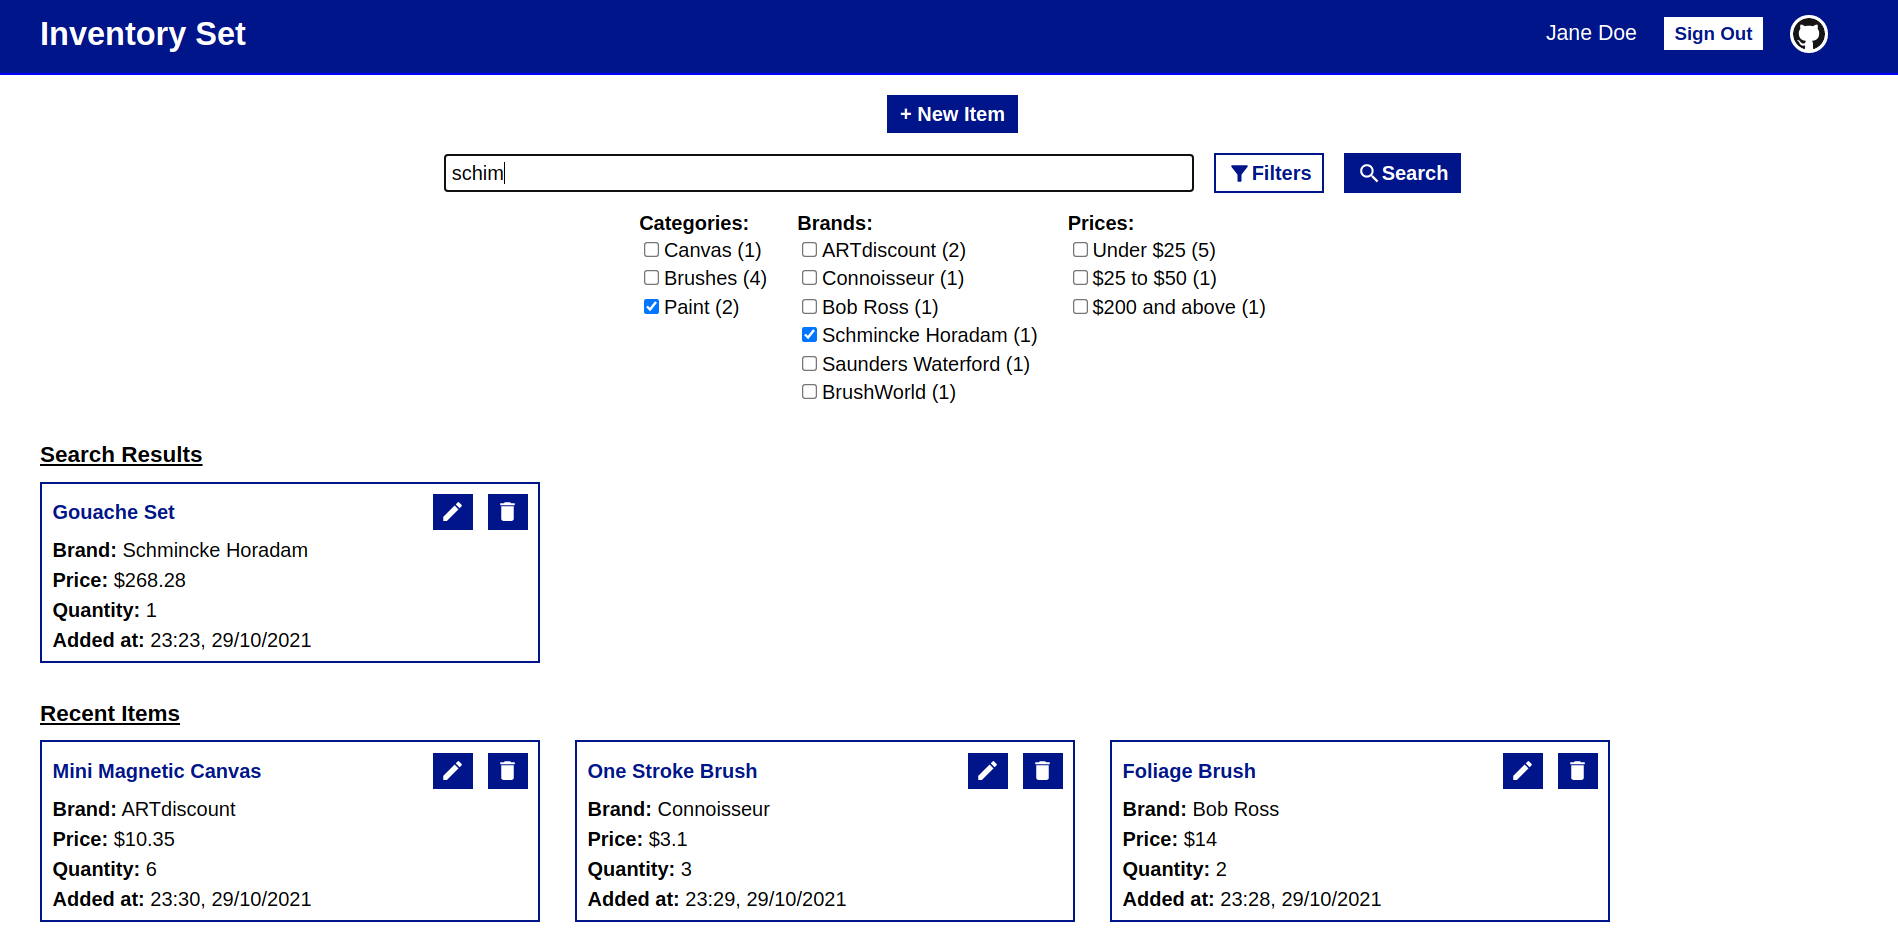 Inventory Set
Jane Doe
Sign Out
+ New Item
schim
Filters
Search
Categories:
Canvas (1)
Brushes (4)
Paint (2)
Brands:
ARTdiscount (2)
Connoisseur (1)
Bob Ross (1)
Schmincke Horadam (1)
Saunders Waterford (1)
BrushWorld (1)
Prices:
Under $25 (5)
$25 to $50 (1)
$200 and above (1)
Search Results
Gouache Set
Brand: Schmincke Horadam
Price: $268.28
Quantity: 1
Added at: 23:23, 29/10/2021
Recent Items
Mini Magnetic Canvas
Brand: ARTdiscount
Price: $10.35
Quantity: 6
Added at: 23:30, 29/10/2021
One Stroke Brush
Brand: Connoisseur
Price: $3.1
Quantity: 3
Added at: 23:29, 29/10/2021
Foliage Brush
Brand: Bob Ross
Price: $14
Quantity: 2
Added at: 23:28, 29/10/2021